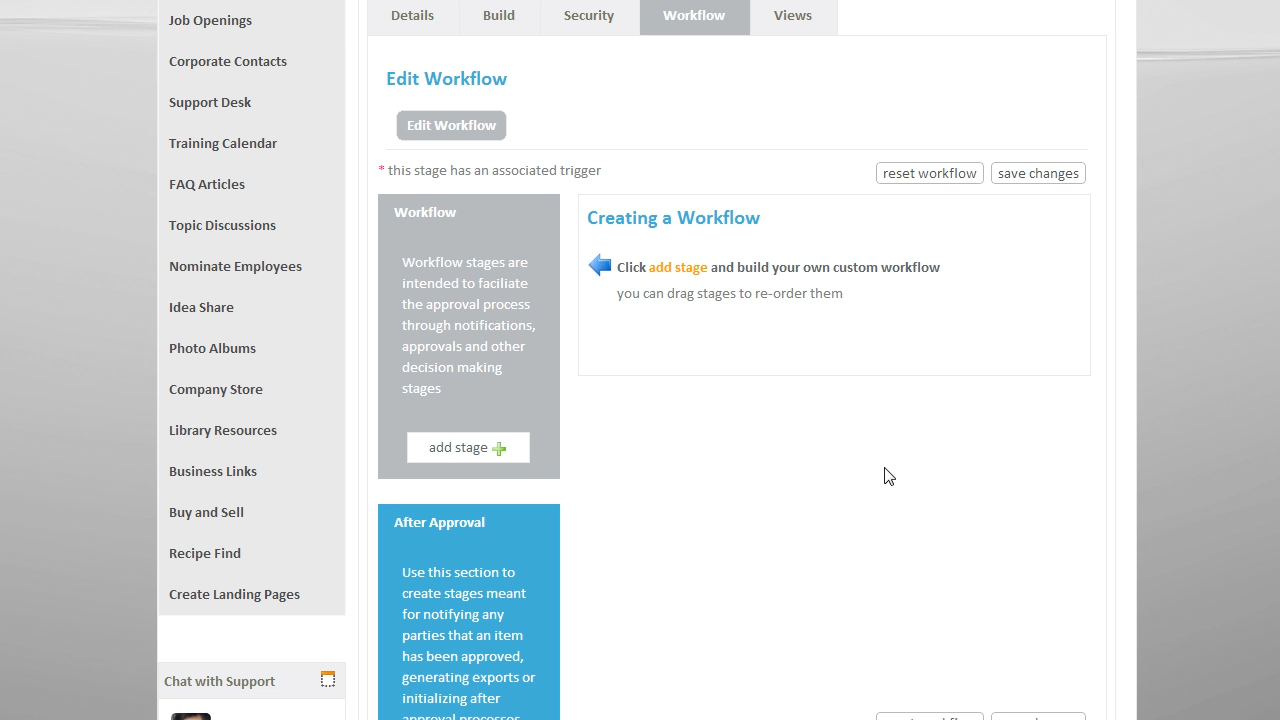 Job Openings
Corporate Contacts
Support Desk
Training Calendar
FAQ Articles
Topic Discussions
Nominate Employees
Idea Share
Photo Albums
Company Store
Library Resources
Business Links
Buy and Sell
Recipe Find
Create Landing Pages
Chat with Support
Details
Build
Security
Workflow
Views
Edit Workflow
Edit Workflow
* this stage has an associated trigger
reset workflow
save changes
Workflow
Workflow stages are
intended to faciliate
the approval process
through notifications,
approvals and other
decision making
stages
add stage
Creating a Workflow
Click add stage and build your own custom workflow
you can drag stages to re-order them
After Approval
Use this section to
create stages meant
for notifying any
parties that an item
has been approved,
generating exports or
initializing after
approval processes